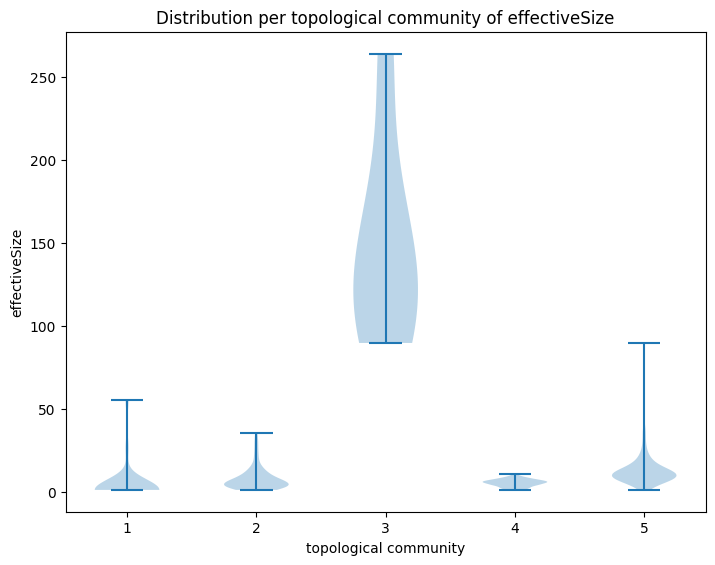 Distribution per topological community of effectiveSize
250
200
150
100
50
0
effectiveSize
1 2 3 4 5
topological community